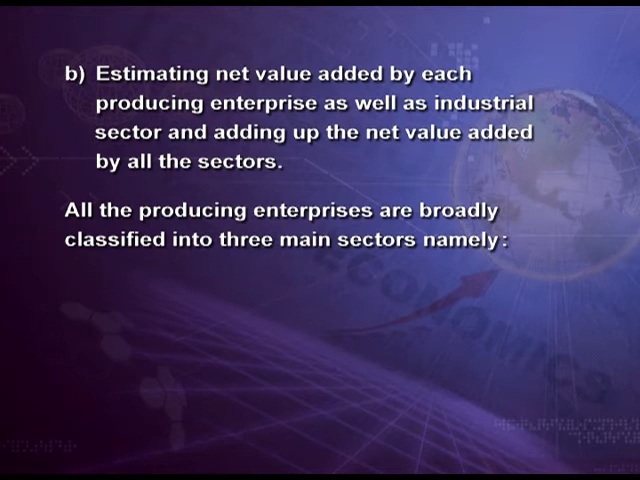 b) Estimating net value added by each
producing enterprise as well as industrial
sector and adding up the net value added
by all the sectors.
All the producing enterprises are broadly
classified into three main sectors namely:
ECONOMICS